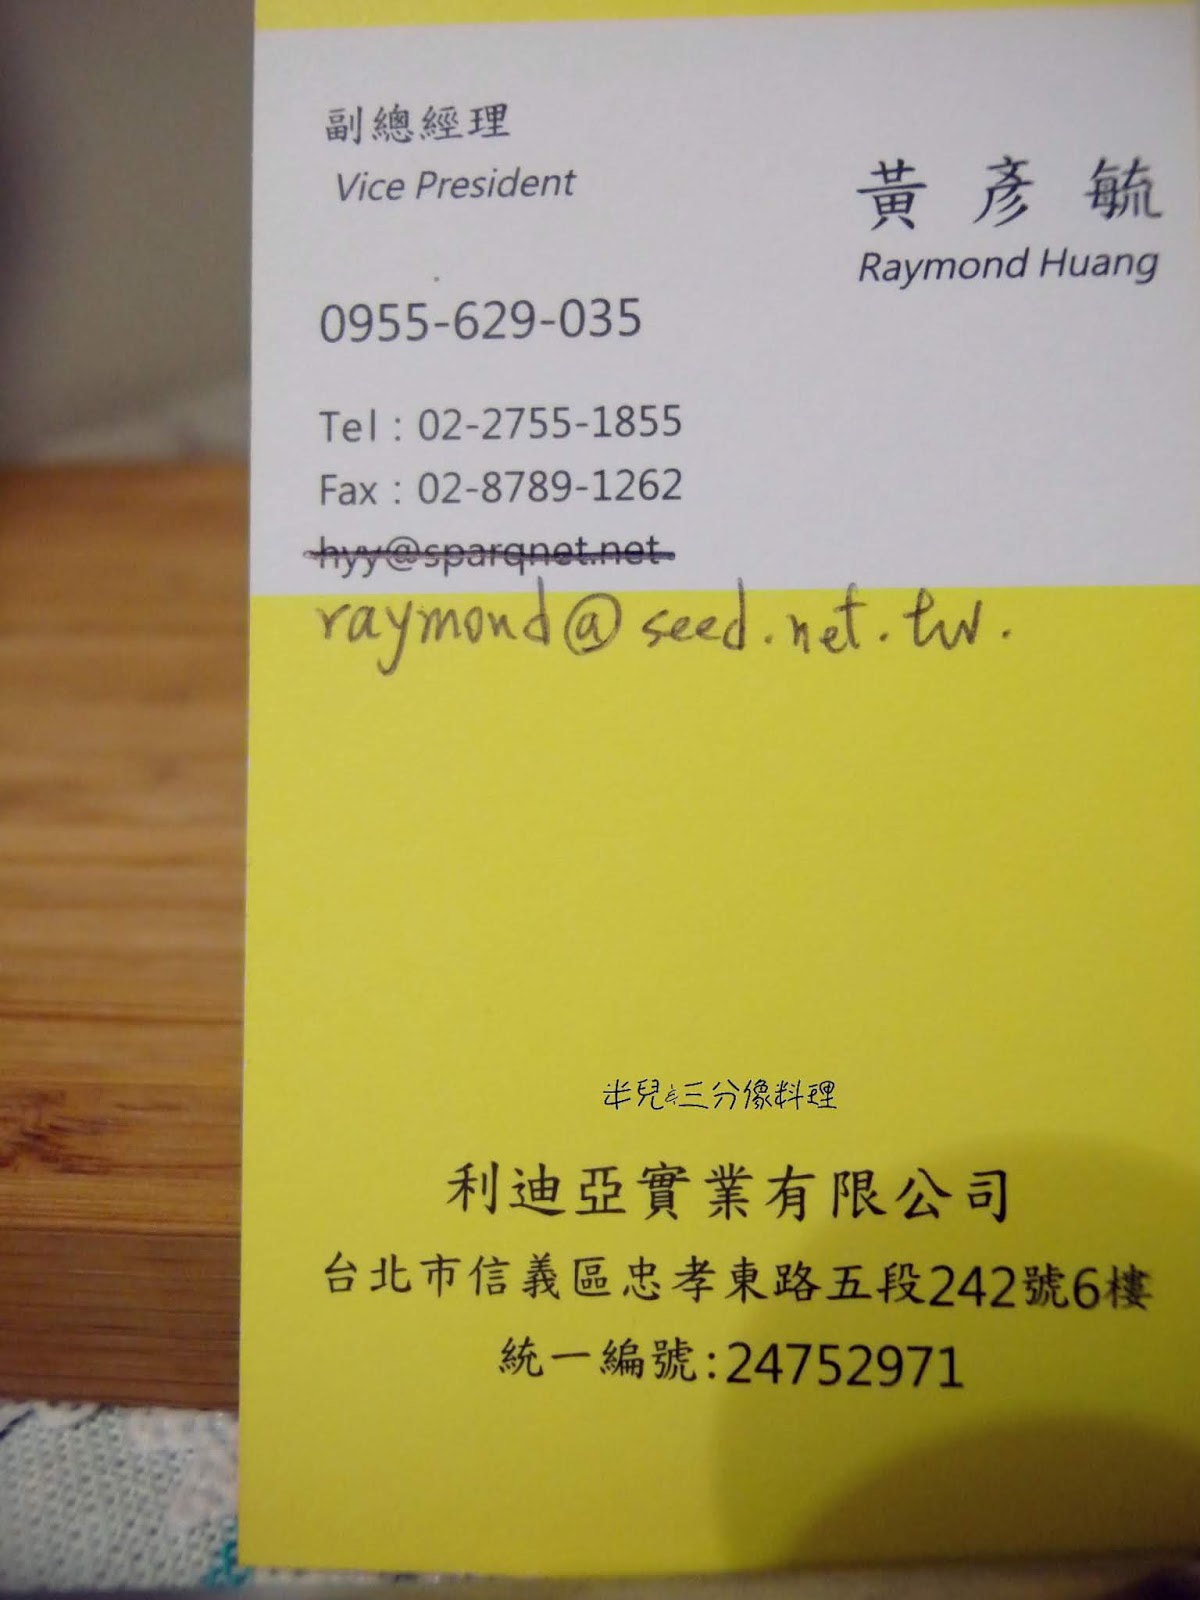 副總經理
Vice President
黃彥毓
Raymond Huang
0955-629-035
Tel : 02-2755-1855
Fax : 02-8789-1262
hyy@sparqnet.net
raymond@seed.net.tw.
半兒&三分像料理
利迪亞實業有限公司
台北市信義區忠孝東路五段242號6樓
統一編號:24752971